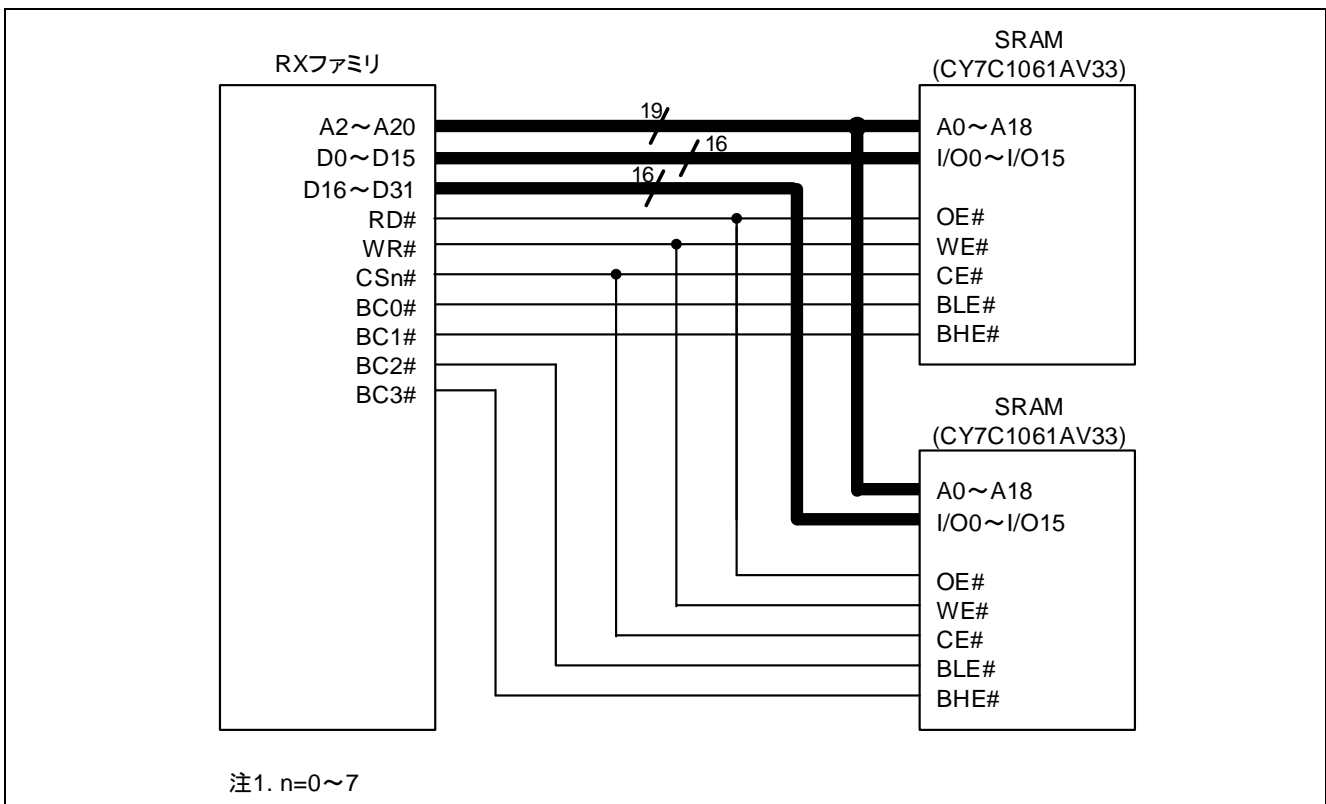 RXファミリ
A2～A20
D0～D15
D16～D31
RD#
WR#
CSn#
BC0#
BC1#
BC2#
BC3#
19
16
16
SRAM
(CY7C1061AV33)
A0～A18
I/O0～I/O15
OE#
WE#
CE#
BLE#
BHE#
SRAM
(CY7C1061AV33)
A0～A18
I/O0～I/O15
OE#
WE#
CE#
BLE#
BHE#
注1. n=0～7